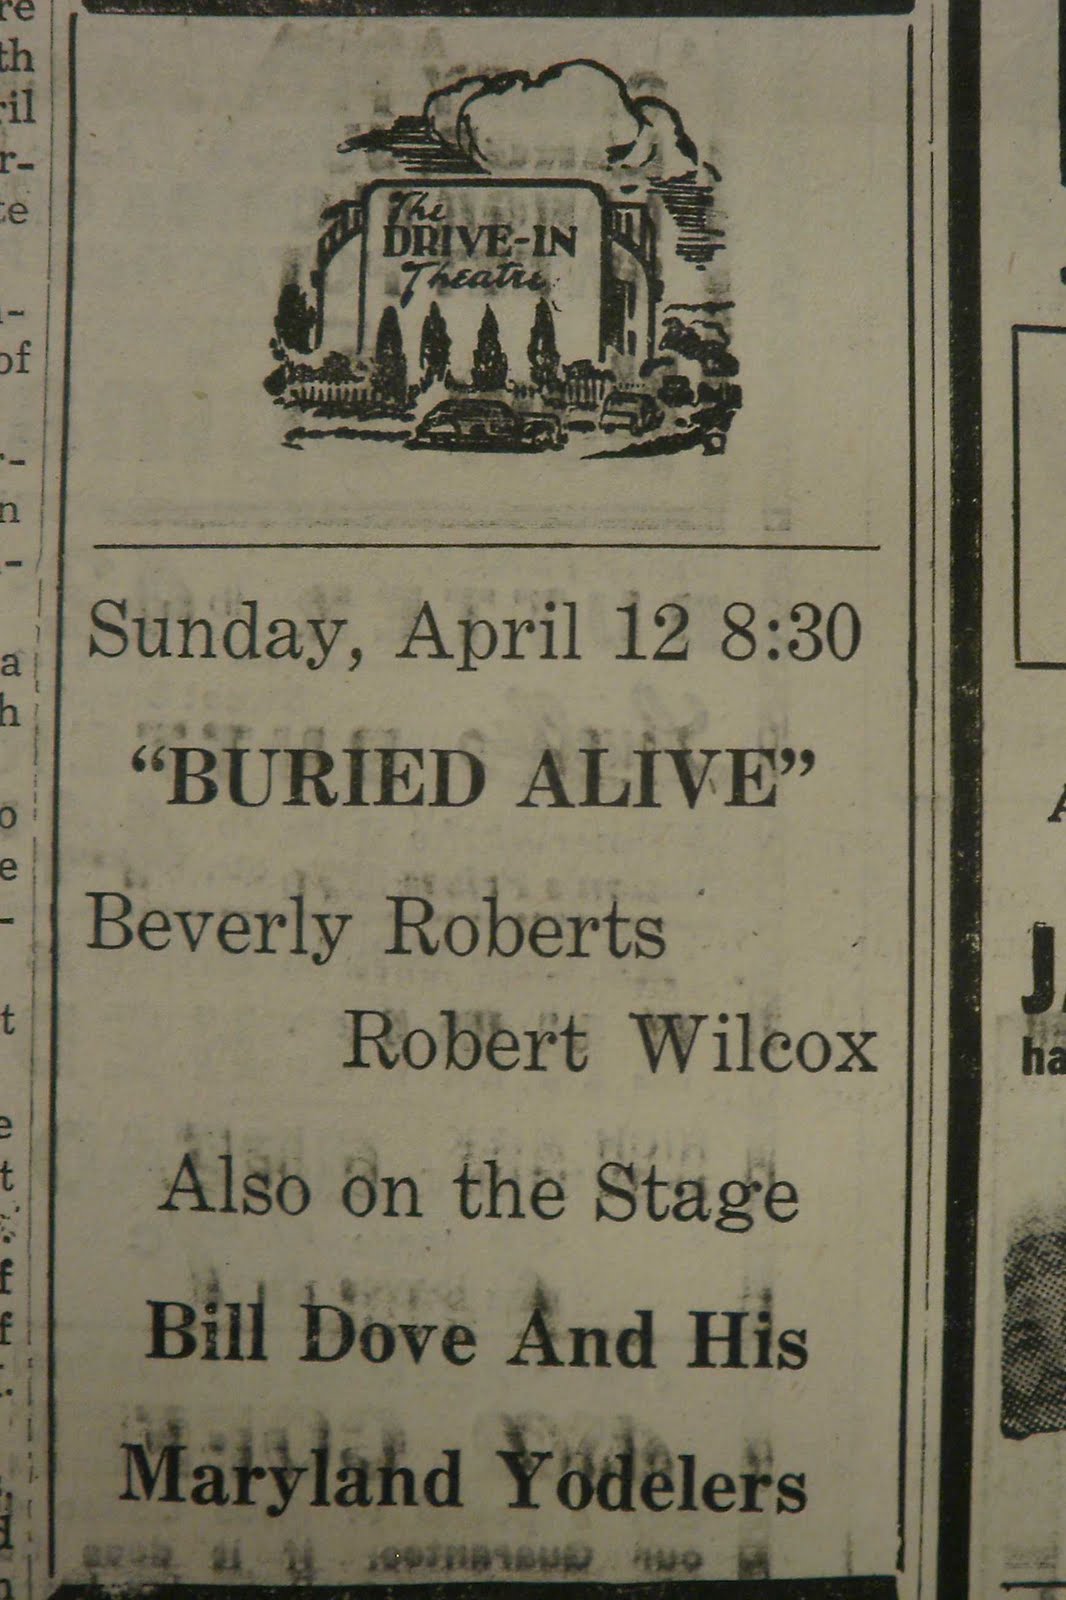 The
DRIVE-IN
Theatre
Sunday, April 12 8:30
"BURIED ALIVE"
Beverly Roberts
Robert Wilcox
Also on the Stage
Bill Dove And His
Maryland Yodelers